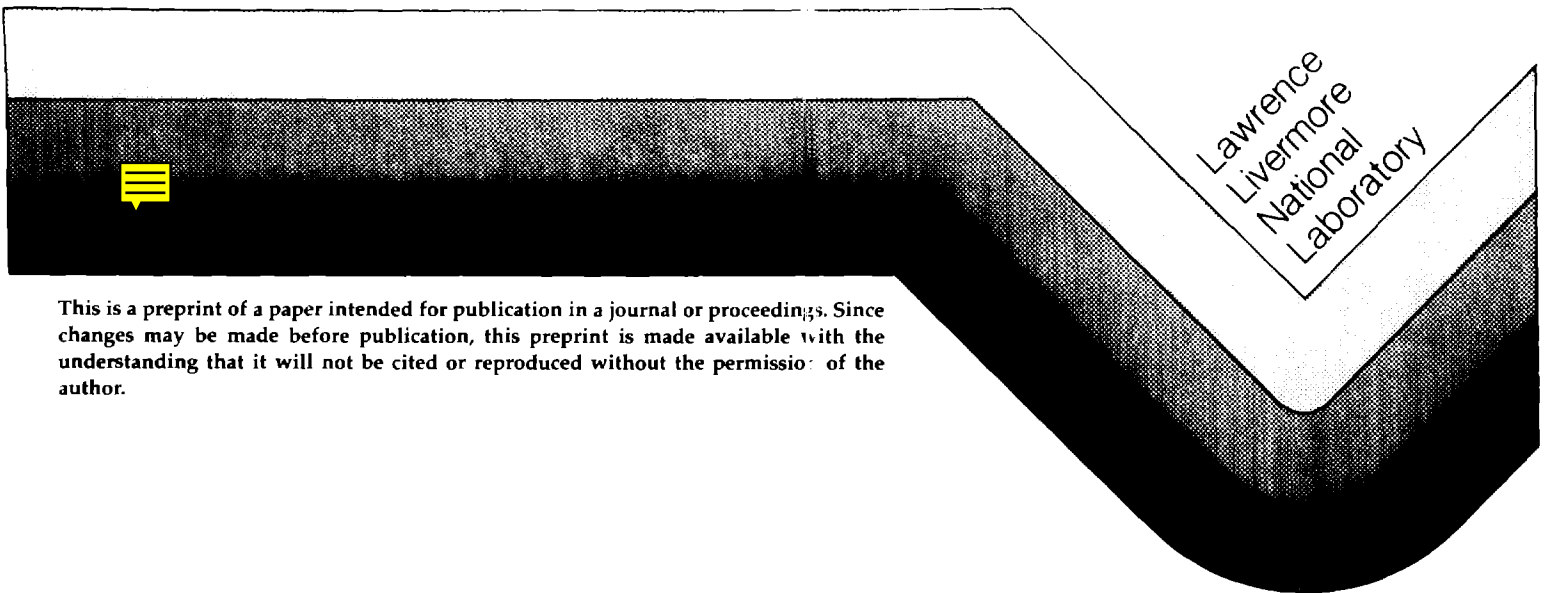 Lawrence
Livermore
National
Laboratory
This is a preprint of a paper intended for publication in a journal or proceedings. Since
changes may be made before publication, this preprint is made available with the
understanding that it will not be cited or reproduced without the permission of the
author.